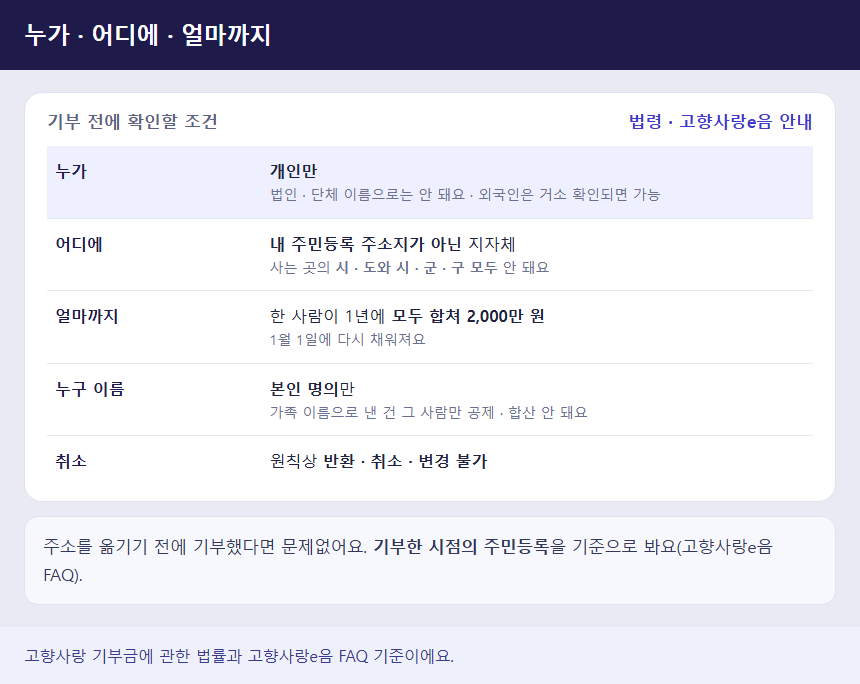 누가 · 어디에 · 얼마까지
기부 전에 확인할 조건
법령 · 고향사랑e음 안내
누가
개인만
법인 · 단체 이름으로는 안 돼요 · 외국인은 거소 확인되면 가능
어디에
내 주민등록 주소지가 아닌 지자체
사는 곳의 시 · 도와 시 · 군 · 구 모두 안 돼요
얼마까지
한 사람이 1년에 모두 합쳐 2,000만 원
1월 1일에 다시 채워져요
누구 이름
본인 명의만
가족 이름으로 낸 건 그 사람만 공제 · 합산 안 돼요
취소
원칙상 반환 · 취소 · 변경 불가
주소를 옮기기 전에 기부했다면 문제없어요. 기부한 시점의 주민등록을 기준으로 봐요(고향사랑e음
FAQ).
고향사랑 기부금에 관한 법률과 고향사랑e음 FAQ 기준이에요.